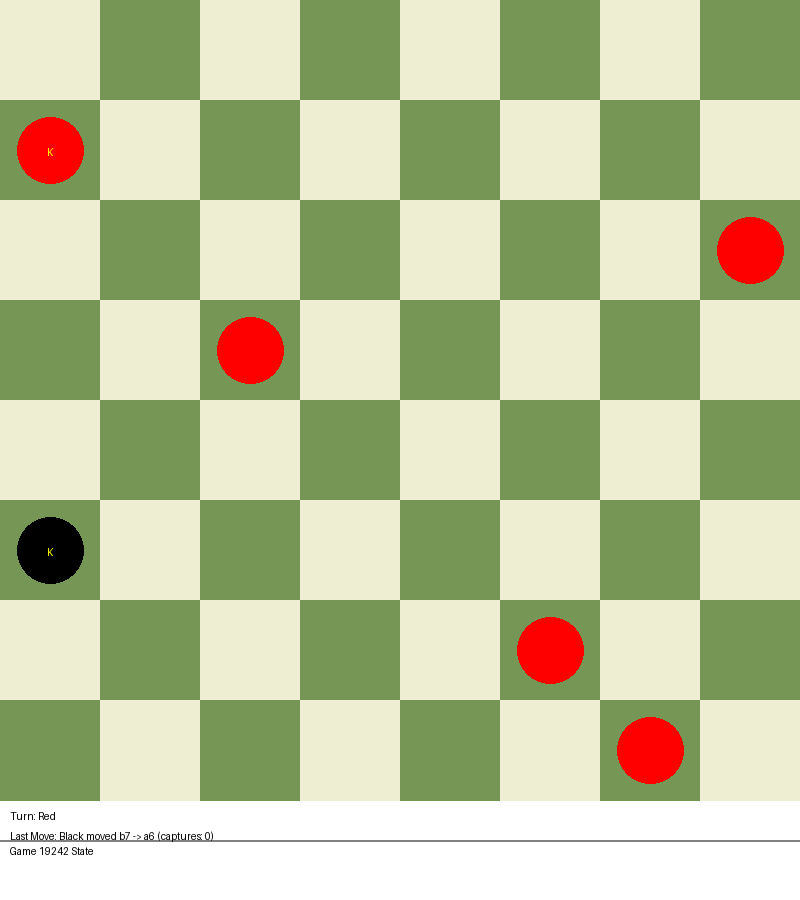 K
K
Turn: Red
Last Move: Black moved b7 -> a6 (captures: 0)
Game 19242 State